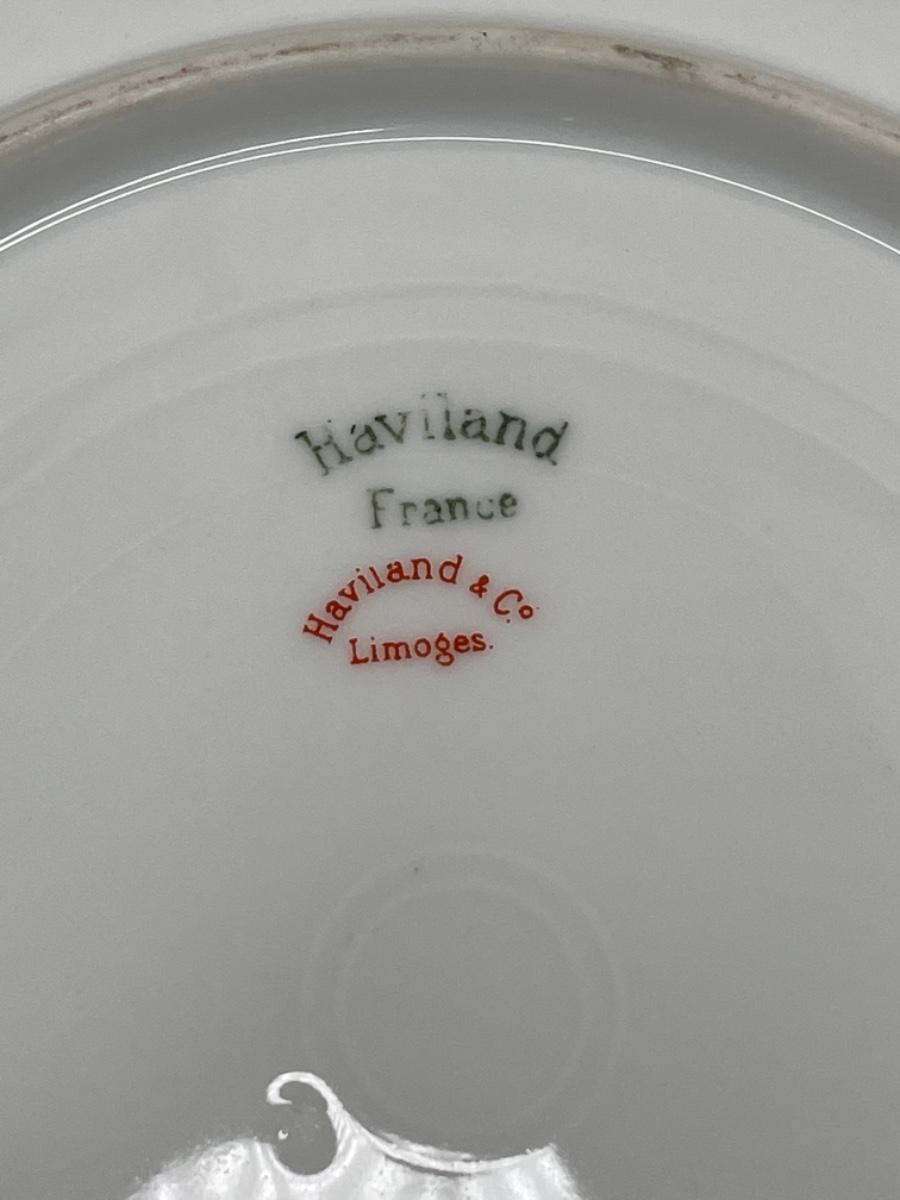 Haviland
France
Haviland & Co
Limoges.